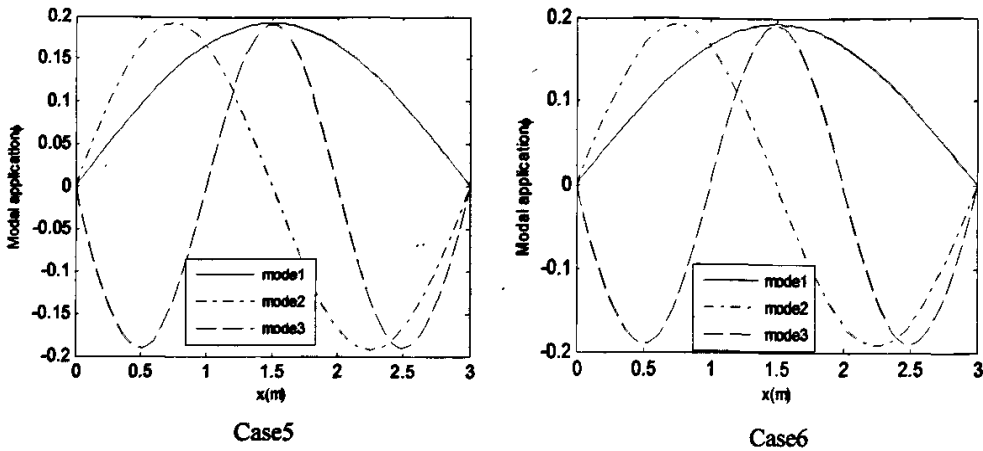 0.2
0.15
0.1
0.05
0
-0.05
-0.1
-0.15
-0.2
Modal applicationϕ
mode1
mode2
mode3
0 0.5 1 1.5 2 2.5 3
x(m)
Case5
0.2
0.1
0
-0.1
-0.2
Modal applicationϕ
mode1
mode2
mode3
0 0.5 1 1.5 2 2.5 3
x(m)
Case6